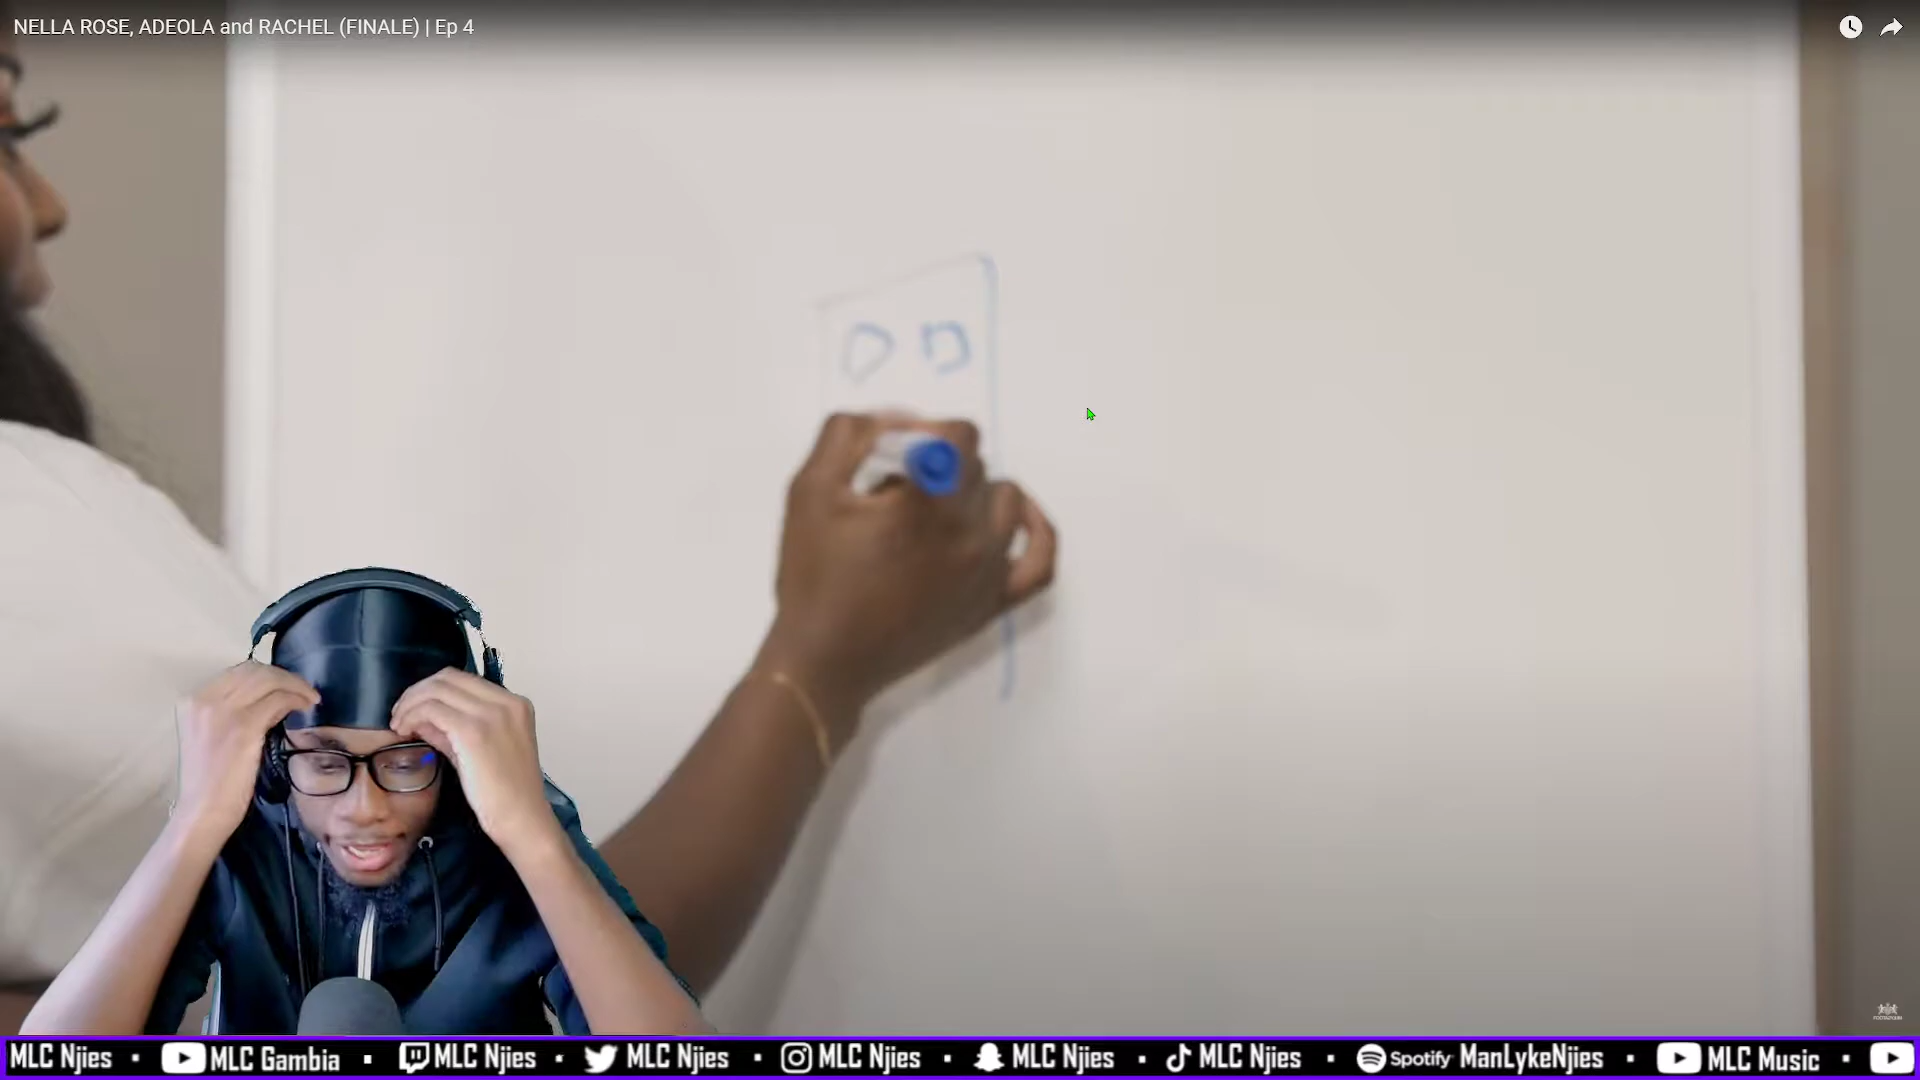 NELLA ROSE, ADEOLA and RACHEL (FINALE) | Ep 4
MLC Njies · MLC Gambia · MLC Njies · MLC Njies · MLC Njies · MLC Njies · MLC Njies · Spotify ManLykeNjies · MLC Music ·